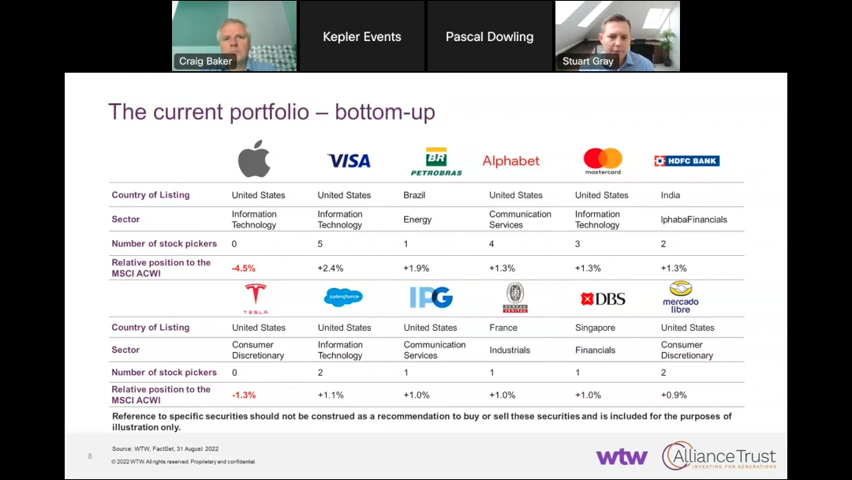 Craig Baker
Kepler Events
Pascal Dowling
Stuart Gray
The current portfolio – bottom-up
VISA
BR
PETROBRAS
Alphabet
mastercard
HDFC BANK
Country of Listing United States United States Brazil United States United States India
Sector Information Technology Information Technology Energy Communication Services Information Technology IphabaFinancials
Number of stock pickers 0 5 1 4 3 2
Relative position to the MSCI ACWI -4.5% +2.4% +1.9% +1.3% +1.3% +1.3%
TESLA
salesforce
IPG
BUREAU VERITAS
DBS
mercado
libre
Country of Listing United States United States United States France Singapore United States
Sector Consumer Discretionary Information Technology Communication Services Industrials Financials Consumer Discretionary
Number of stock pickers 0 2 1 1 1 2
Relative position to the MSCI ACWI -1.3% +1.1% +1.0% +1.0% +1.0% +0.9%
Reference to specific securities should not be construed as a recommendation to buy or sell these securities and is included for the purposes of
illustration only.
8
Source: WTW, FactSet, 31 August 2022
© 2022 WTW. All rights reserved. Proprietary and confidential.
wtw
Alliance Trust
INVESTING FOR GENERATIONS